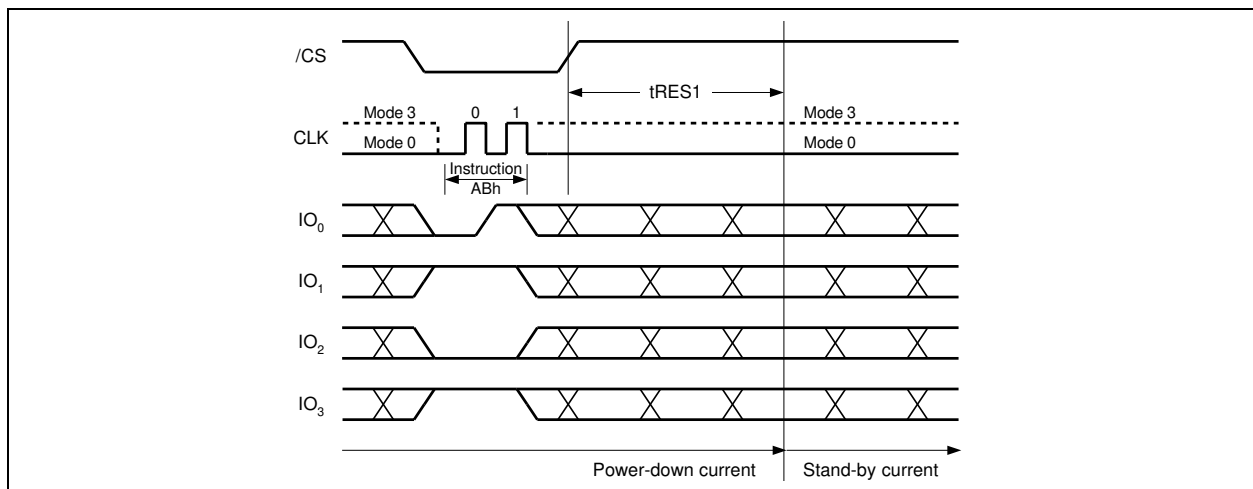 /CS
tRES1
Mode 3 0 1 Mode 3
CLK
Mode 0 Mode 0
Instruction
ABh
IO0
IO1
IO2
IO3
Power-down current Stand-by current